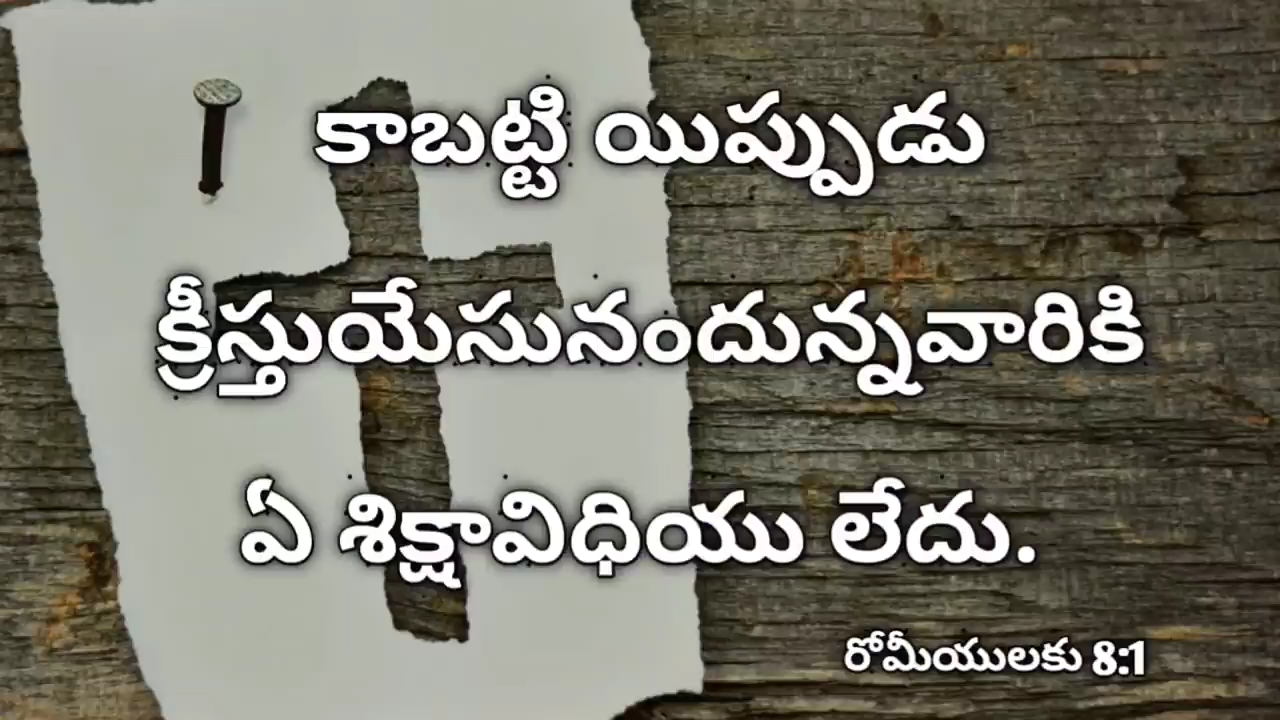 కాబట్టి యిప్పుడు
క్రీస్తుయేసునందున్నవారికి
ఏ శిక్షావిధియు లేదు.
రోమీయులకు 8:1